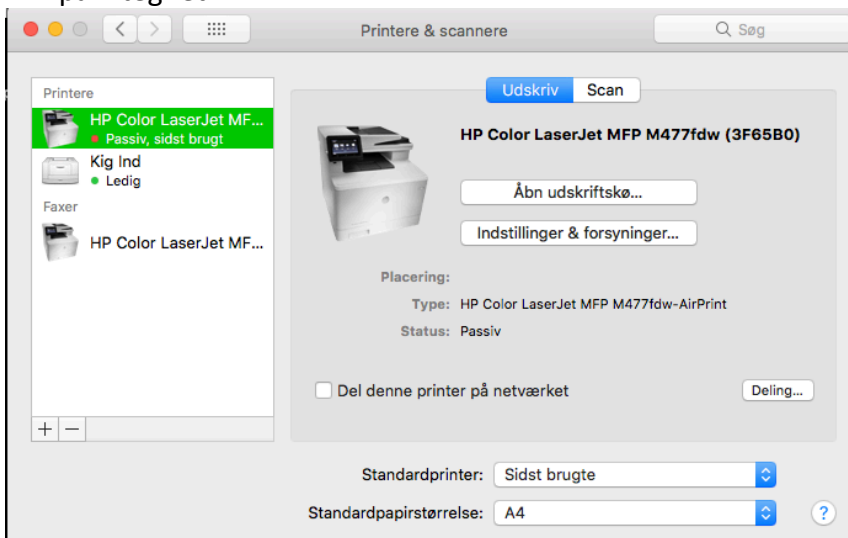 Printere & scannere
Søg
Printere
HP Color LaserJet MF...
Passiv, sidst brugt
Kig Ind
Ledig
Faxer
HP Color LaserJet MF...
Udskriv Scan
HP Color LaserJet MFP M477fdw (3F65B0)
Åbn udskriftskø...
Indstillinger & forsyninger...
Placering:
Type: HP Color LaserJet MFP M477fdw-AirPrint
Status: Passiv
Del denne printer på netværket
Deling...
+ −
Standardprinter: Sidst brugte
Standardpapirstørrelse: A4
?